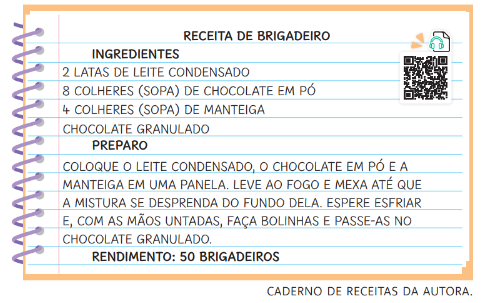 RECEITA DE BRIGADEIRO
INGREDIENTES
2 LATAS DE LEITE CONDENSADO
8 COLHERES (SOPA) DE CHOCOLATE EM PÓ
4 COLHERES (SOPA) DE MANTEIGA
CHOCOLATE GRANULADO
PREPARO
COLOQUE O LEITE CONDENSADO, O CHOCOLATE EM PÓ E A
MANTEIGA EM UMA PANELA. LEVE AO FOGO E MEXA ATÉ QUE
A MISTURA SE DESPRENDA DO FUNDO DELA. ESPERE ESFRIAR
E, COM AS MÃOS UNTADAS, FAÇA BOLINHAS E PASSE-AS NO
CHOCOLATE GRANULADO.
RENDIMENTO: 50 BRIGADEIROS
CADERNO DE RECEITAS DA AUTORA.